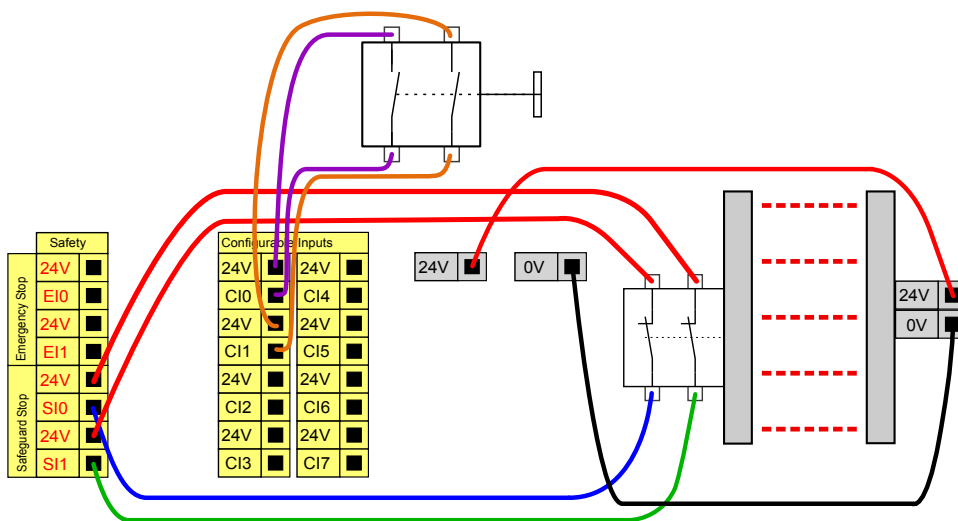 Safety
Emergency Stop
24V
EI0
24V
EI1
Safeguard Stop
24V
SI0
24V
SI1
Configurable Inputs
24V 24V
CI0 CI4
24V 24V
CI1 CI5
24V 24V
CI2 CI6
24V 24V
CI3 CI7
24V 0V
24V
0V